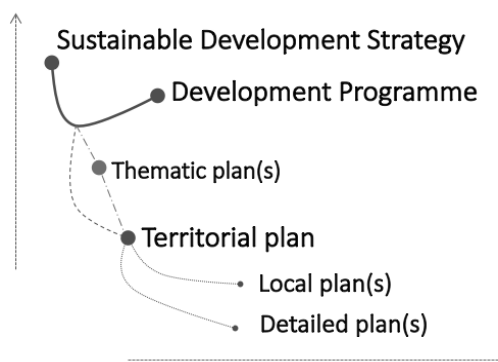 Sustainable Development Strategy
Development Programme
Thematic plan(s)
Territorial plan
Local plan(s)
Detailed plan(s)